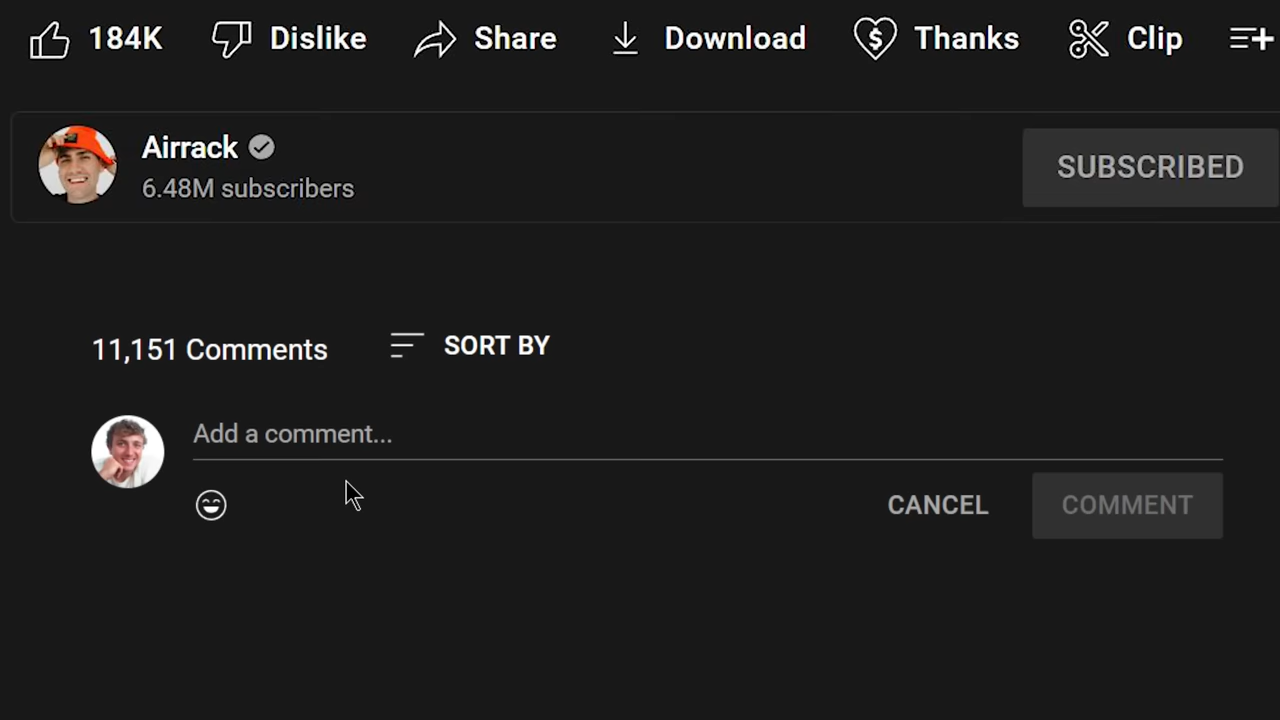 184K Dislike Share Download Thanks Clip
Airrack
6.48M subscribers
SUBSCRIBED
11,151 Comments SORT BY
Add a comment...
CANCEL COMMENT